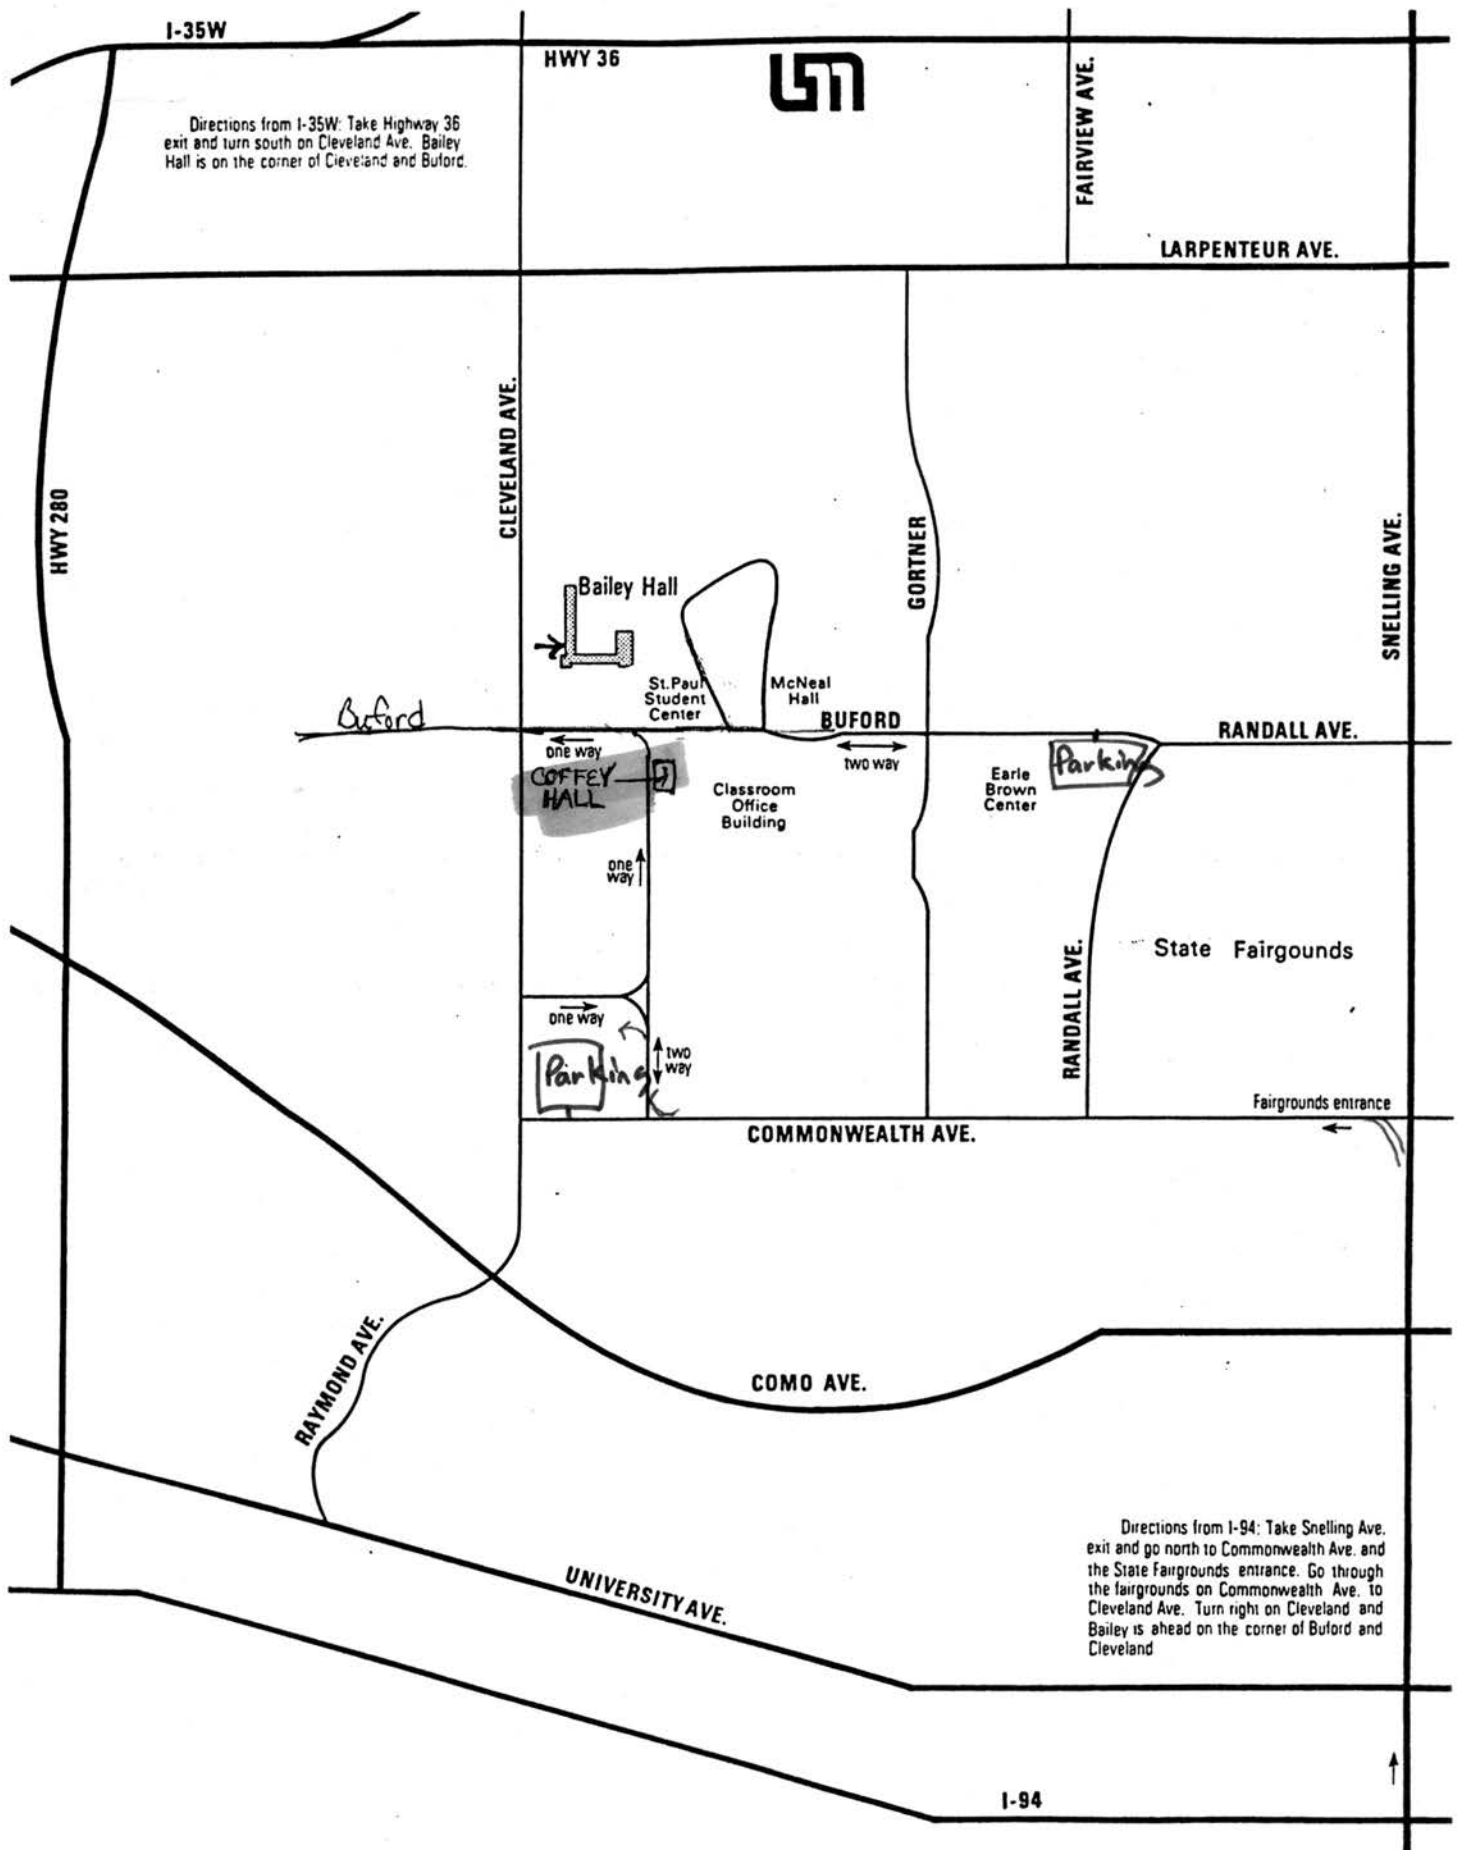 I-35W
HWY 36
UM
FAIRVIEW AVE.
Directions from I-35W: Take Highway 36
exit and turn south on Cleveland Ave. Bailey
Hall is on the corner of Cleveland and Buford.
LARPENTEUR AVE.
CLEVELAND AVE.
HWY 280
GORTNER
SNELLING AVE.
Bailey Hall
St. Paul
Student
Center
McNeal
Hall
Buford
BUFORD
RANDALL AVE.
one way
two way
Parking
COFFEY
HALL
Classroom
Office
Building
Earle
Brown
Center
one
way
RANDALL AVE.
State Fairgounds
one way
two
way
Parking
Fairgrounds entrance
COMMONWEALTH AVE.
RAYMOND AVE.
COMO AVE.
UNIVERSITY AVE.
Directions from I-94: Take Snelling Ave.
exit and go north to Commonwealth Ave. and
the State Fairgrounds entrance. Go through
the fairgrounds on Commonwealth Ave. to
Cleveland Ave. Turn right on Cleveland and
Bailey is ahead on the corner of Buford and
Cleveland
I-94